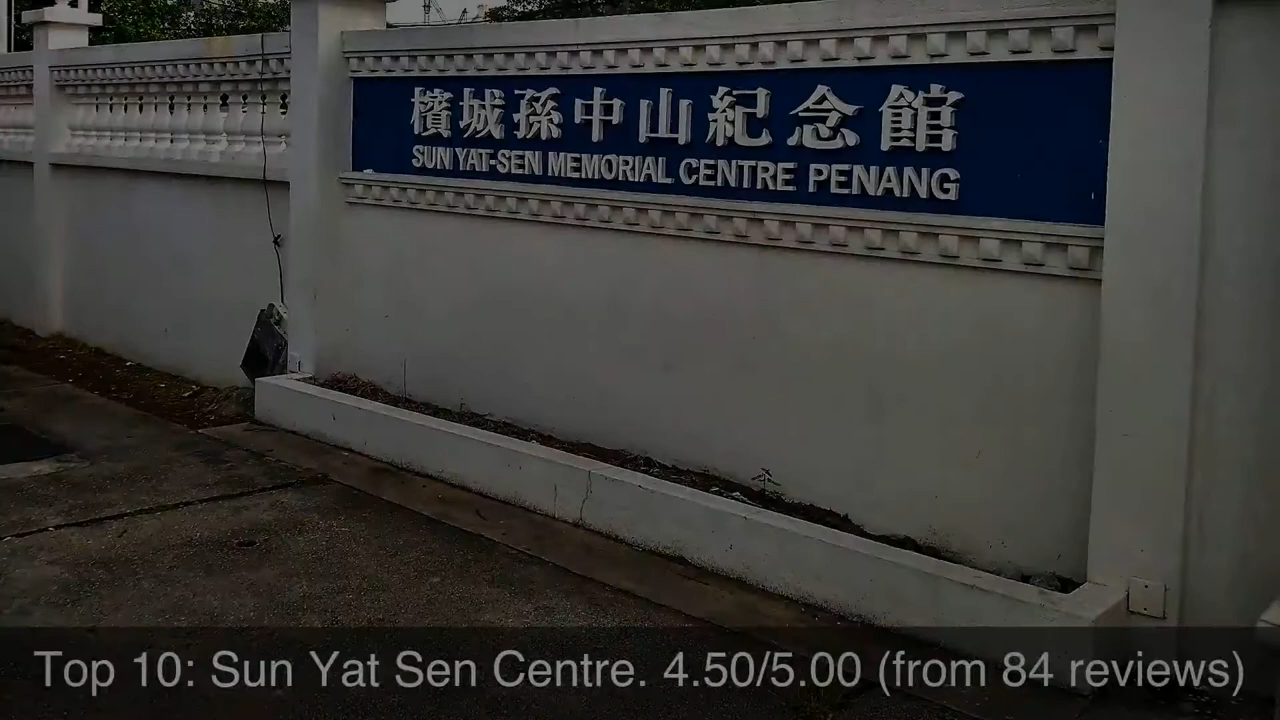 檳城孫中山紀念館
SUN YAT-SEN MEMORIAL CENTRE PENANG
Top 10: Sun Yat Sen Centre. 4.50/5.00 (from 84 reviews)